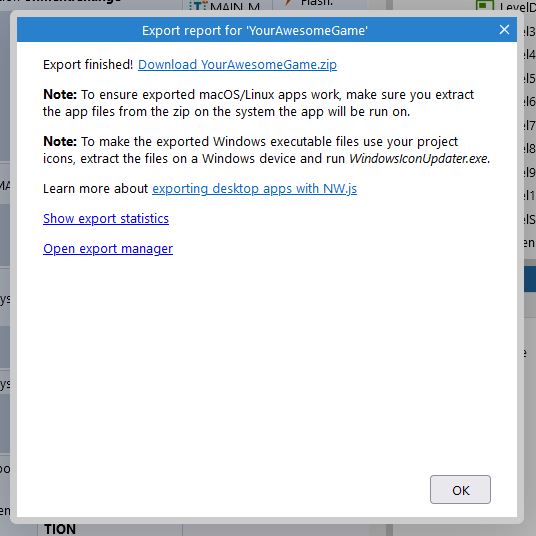 MAIN_M
Flash.
LevelD
Export report for 'YourAwesomeGame'
Export finished! Download YourAwesomeGame.zip
Note: To ensure exported macOS/Linux apps work, make sure you extract
the app files from the zip on the system the app will be run on.
Note: To make the exported Windows executable files use your project
icons, extract the files on a Windows device and run WindowsIconUpdater.exe.
Learn more about exporting desktop apps with NW.js
Show export statistics
Open export manager
OK
TION